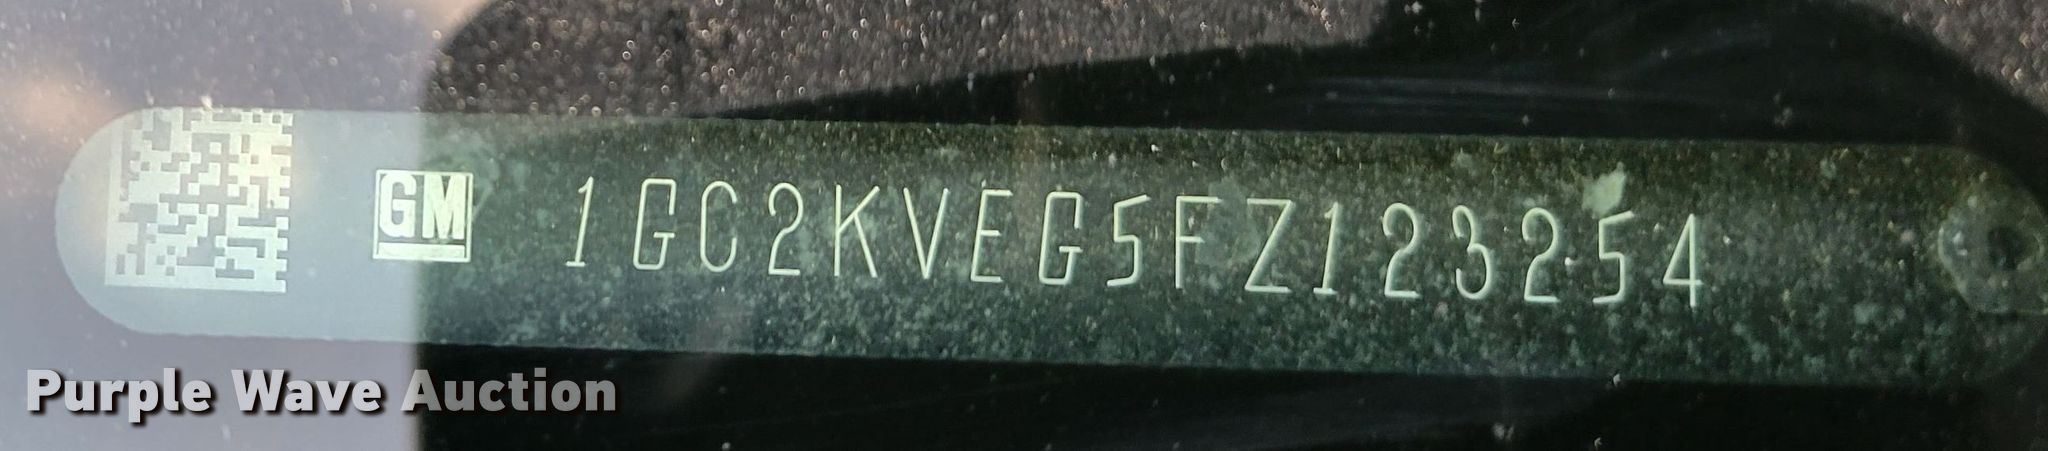 GM 1GC2KVEG5FZ123254
Purple Wave Auction